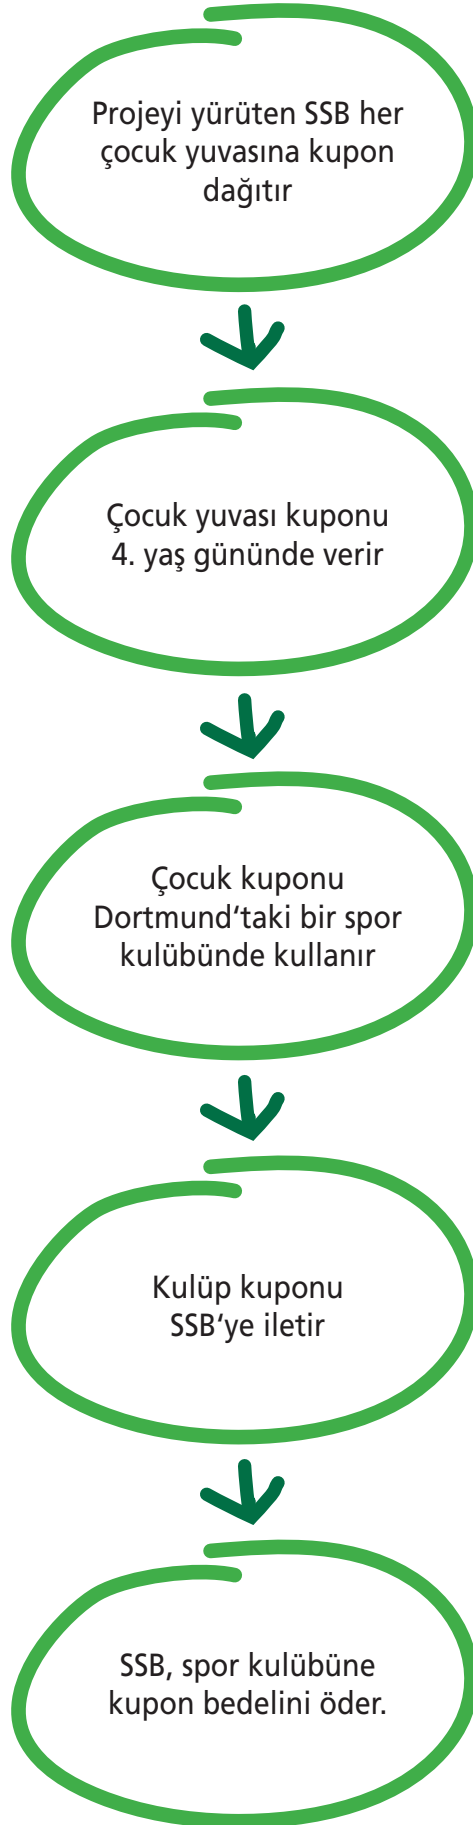 Projeyi yürüten SSB her
çocuk yuvasına kupon
dağıtır
Çocuk yuvası kuponu
4. yaş gününde verir
Çocuk kuponu
Dortmund‘taki bir spor
kulübünde kullanır
Kulüp kuponu
SSB‘ye iletir
SSB, spor kulübüne
kupon bedelini öder.